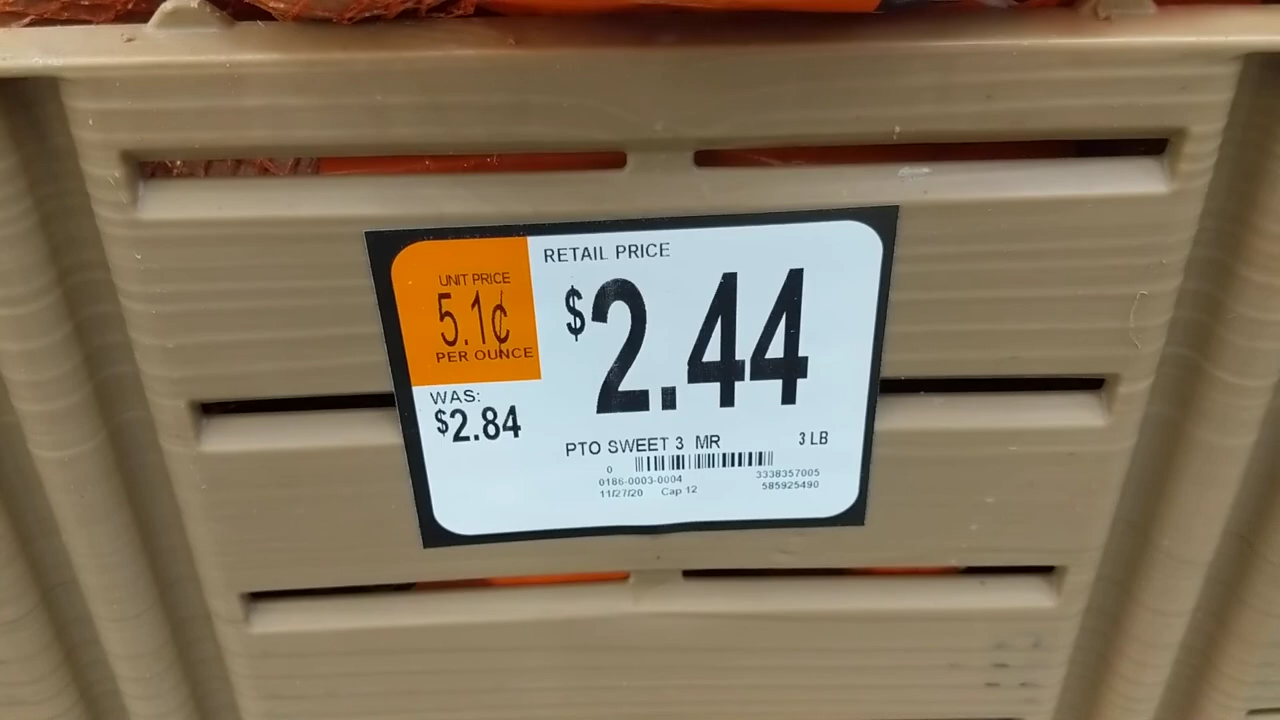 RETAIL PRICE
UNIT PRICE
5.1¢
PER OUNCE
$2.44
WAS:
$2.84
PTO SWEET 3 MR 3 LB
0
0186-0003-0004 3338357005
11/27/20 Cap 12 585925490